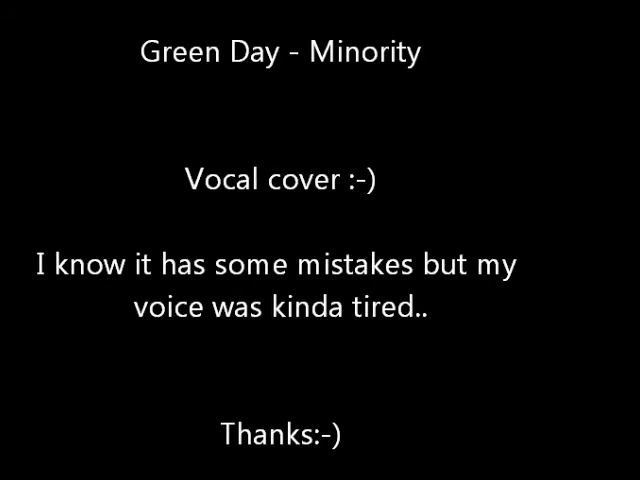 Green Day - Minority
Vocal cover :-)
I know it has some mistakes but my
voice was kinda tired..
Thanks:-)